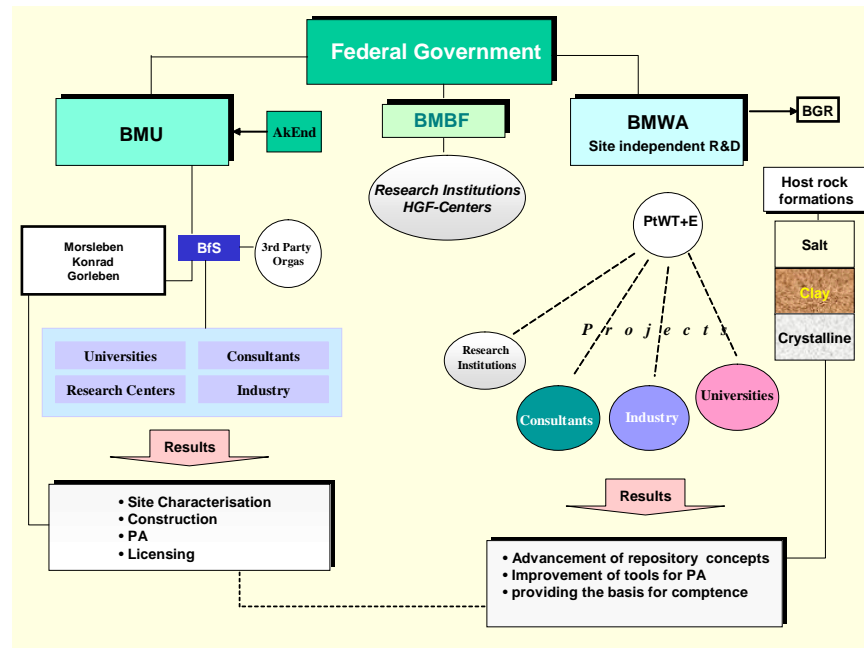 Federal Government
BMU
AkEnd
BMBF
BMWA
Site independent R&D
BGR
Research Institutions
HGF-Centers
Host rock
formations
Morsleben
Konrad
Gorleben
BfS
3rd Party
Orgas
PtWT+E
Salt
Clay
Crystalline
P r o j e c t s
Universities
Consultants
Research Centers
Industry
Research
Institutions
Consultants
Industry
Universities
Results
• Site Characterisation
• Construction
• PA
• Licensing
Results
• Advancement of repository concepts
• Improvement of tools for PA
• providing the basis for comptence